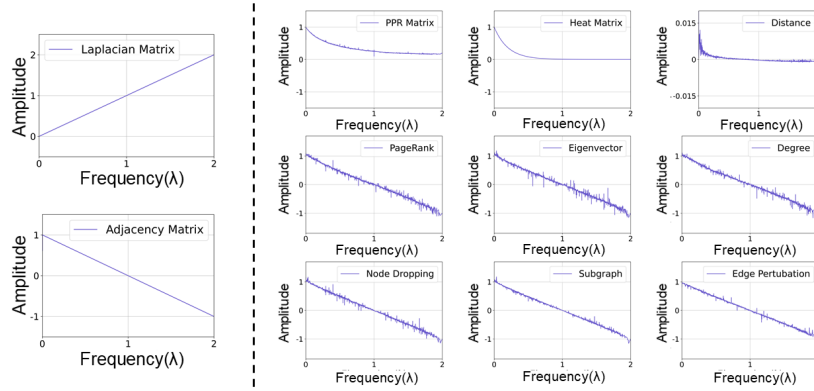 Laplacian Matrix
2
1
0
Amplitude
0
1
2
Frequency(λ)
Adjacency Matrix
1
0
-1
Amplitude
0
1
2
Frequency(λ)
PPR Matrix
1
0
-1
Amplitude
0
1
2
Frequency(λ)
Heat Matrix
1
0
-1
Amplitude
0
1
2
Frequency(λ)
Distance
0.015
0
-0.015
Amplitude
0
1
Frequency(λ)
PageRank
1
0
-1
Amplitude
0
1
2
Frequency(λ)
Eigenvector
1
0
-1
Amplitude
0
1
2
Frequency(λ)
Degree
1
0
-1
Amplitude
0
1
Frequency(λ)
Node Dropping
1
0
-1
Amplitude
0
1
2
Frequency(λ)
Subgraph
1
0
-1
Amplitude
0
1
2
Frequency(λ)
Edge Pertubation
1
0
-1
Amplitude
0
1
Frequency(λ)